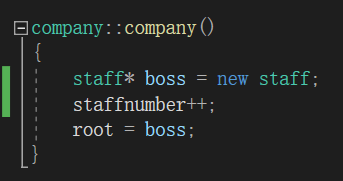 company::company()
{
staff* boss = new staff;
staffnumber++;
root = boss;
}